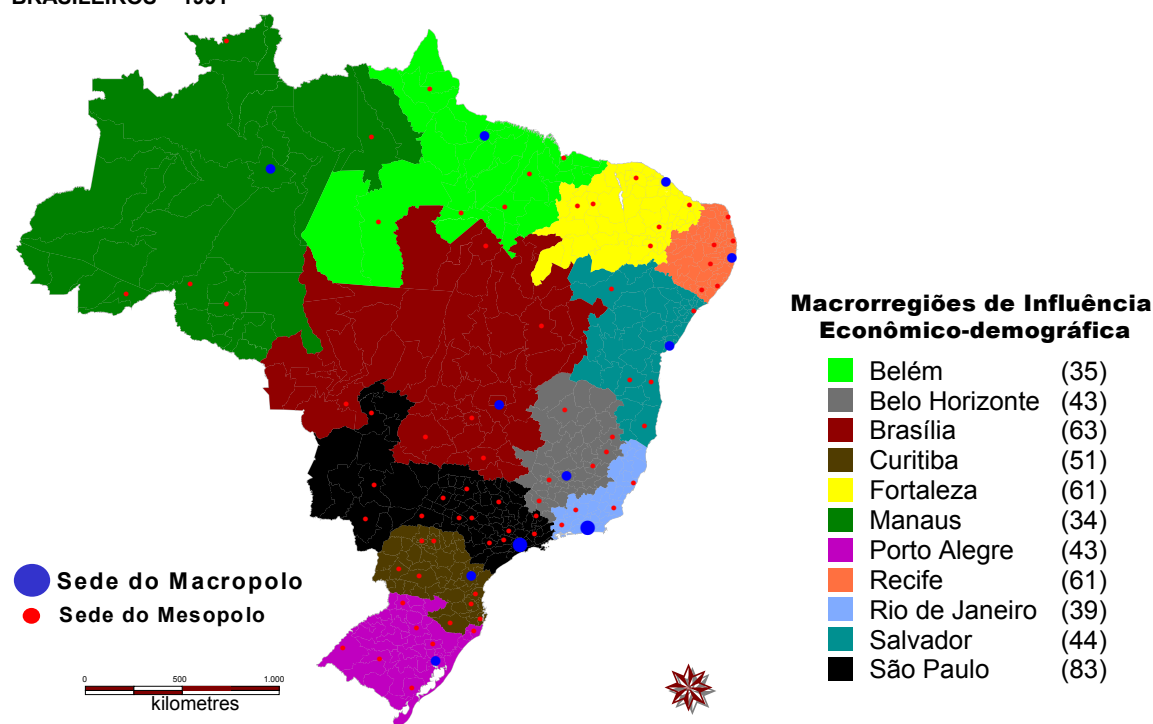 BRASILEIROS - 1991
Macrorregiões de Influência
Econômico-demográfica
Belém (35)
Belo Horizonte (43)
Brasília (63)
Curitiba (51)
Fortaleza (61)
Manaus (34)
Porto Alegre (43)
Recife (61)
Rio de Janeiro (39)
Salvador (44)
São Paulo (83)
Sede do Macropolo
Sede do Mesopolo
0 500 1.000
kilometres